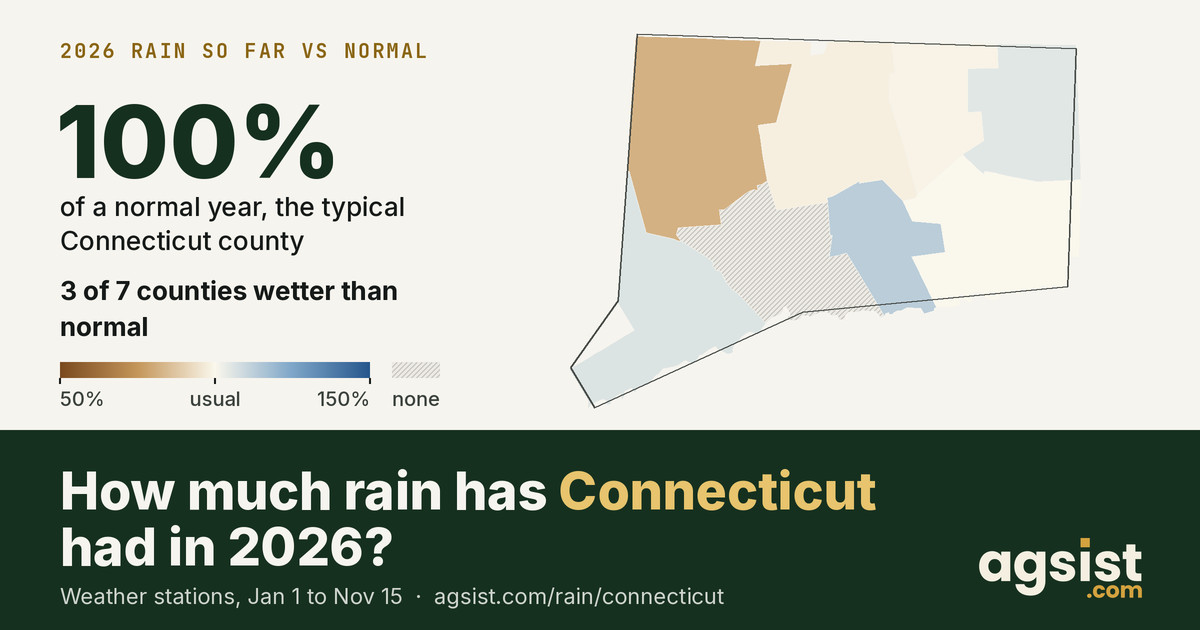 2026 RAIN SO FAR VS NORMAL
100%
of a normal year, the typical
Connecticut county
3 of 7 counties wetter than
normal
50% usual 150% none
How much rain has Connecticut
had in 2026?
Weather stations, Jan 1 to Nov 15 · agsist.com/rain/connecticut
agsist
.com